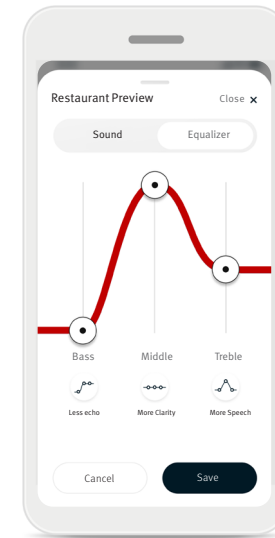 Restaurant Preview Close ×
Sound Equalizer
Bass Middle Treble
Less echo More Clarity More Speech
Cancel Save